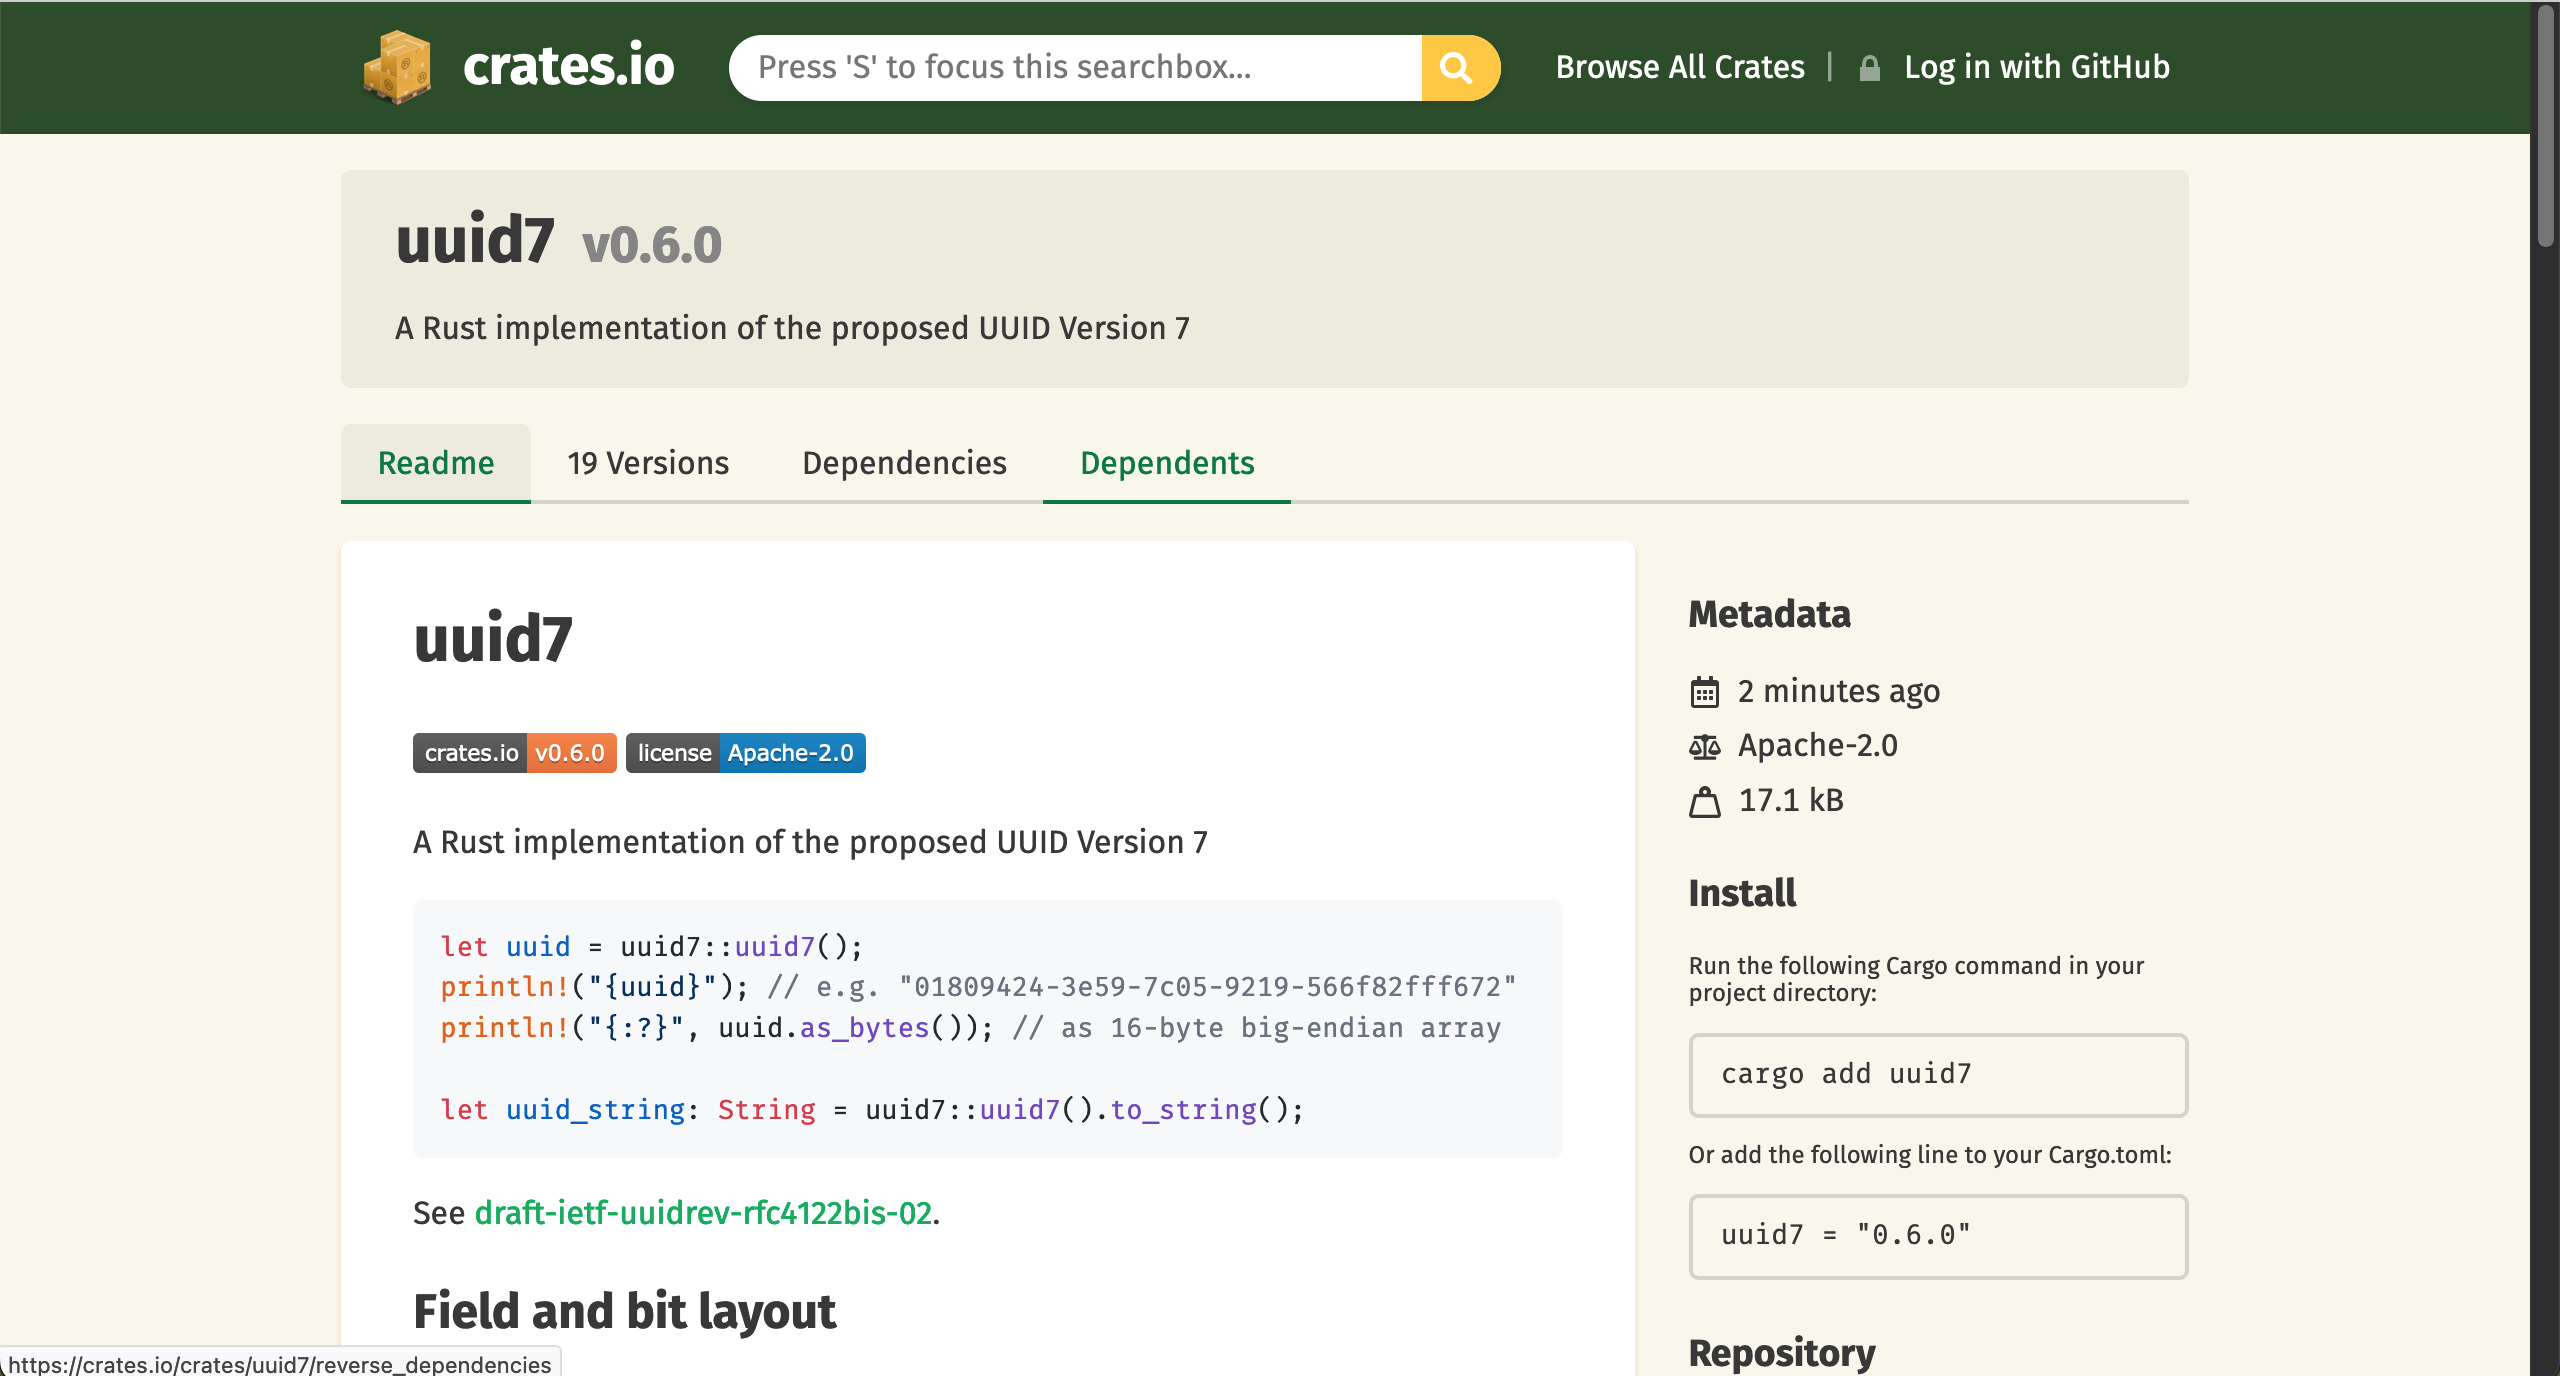 crates.io
Press 'S' to focus this searchbox...
Browse All Crates | Log in with GitHub
uuid7 v0.6.0
A Rust implementation of the proposed UUID Version 7
Readme
19 Versions
Dependencies
Dependents
uuid7
crates.io v0.6.0
license Apache-2.0
A Rust implementation of the proposed UUID Version 7
let uuid = uuid7::uuid7();
println!("{uuid}"); // e.g. "01809424-3e59-7c05-9219-566f82fff672"
println!("{:?}", uuid.as_bytes()); // as 16-byte big-endian array
let uuid_string: String = uuid7::uuid7().to_string();
See draft-ietf-uuidrev-rfc4122bis-02.
Field and bit layout
Metadata
2 minutes ago
Apache-2.0
17.1 kB
Install
Run the following Cargo command in your
project directory:
cargo add uuid7
Or add the following line to your Cargo.toml:
uuid7 = "0.6.0"
Repository
https://crates.io/crates/uuid7/reverse_dependencies